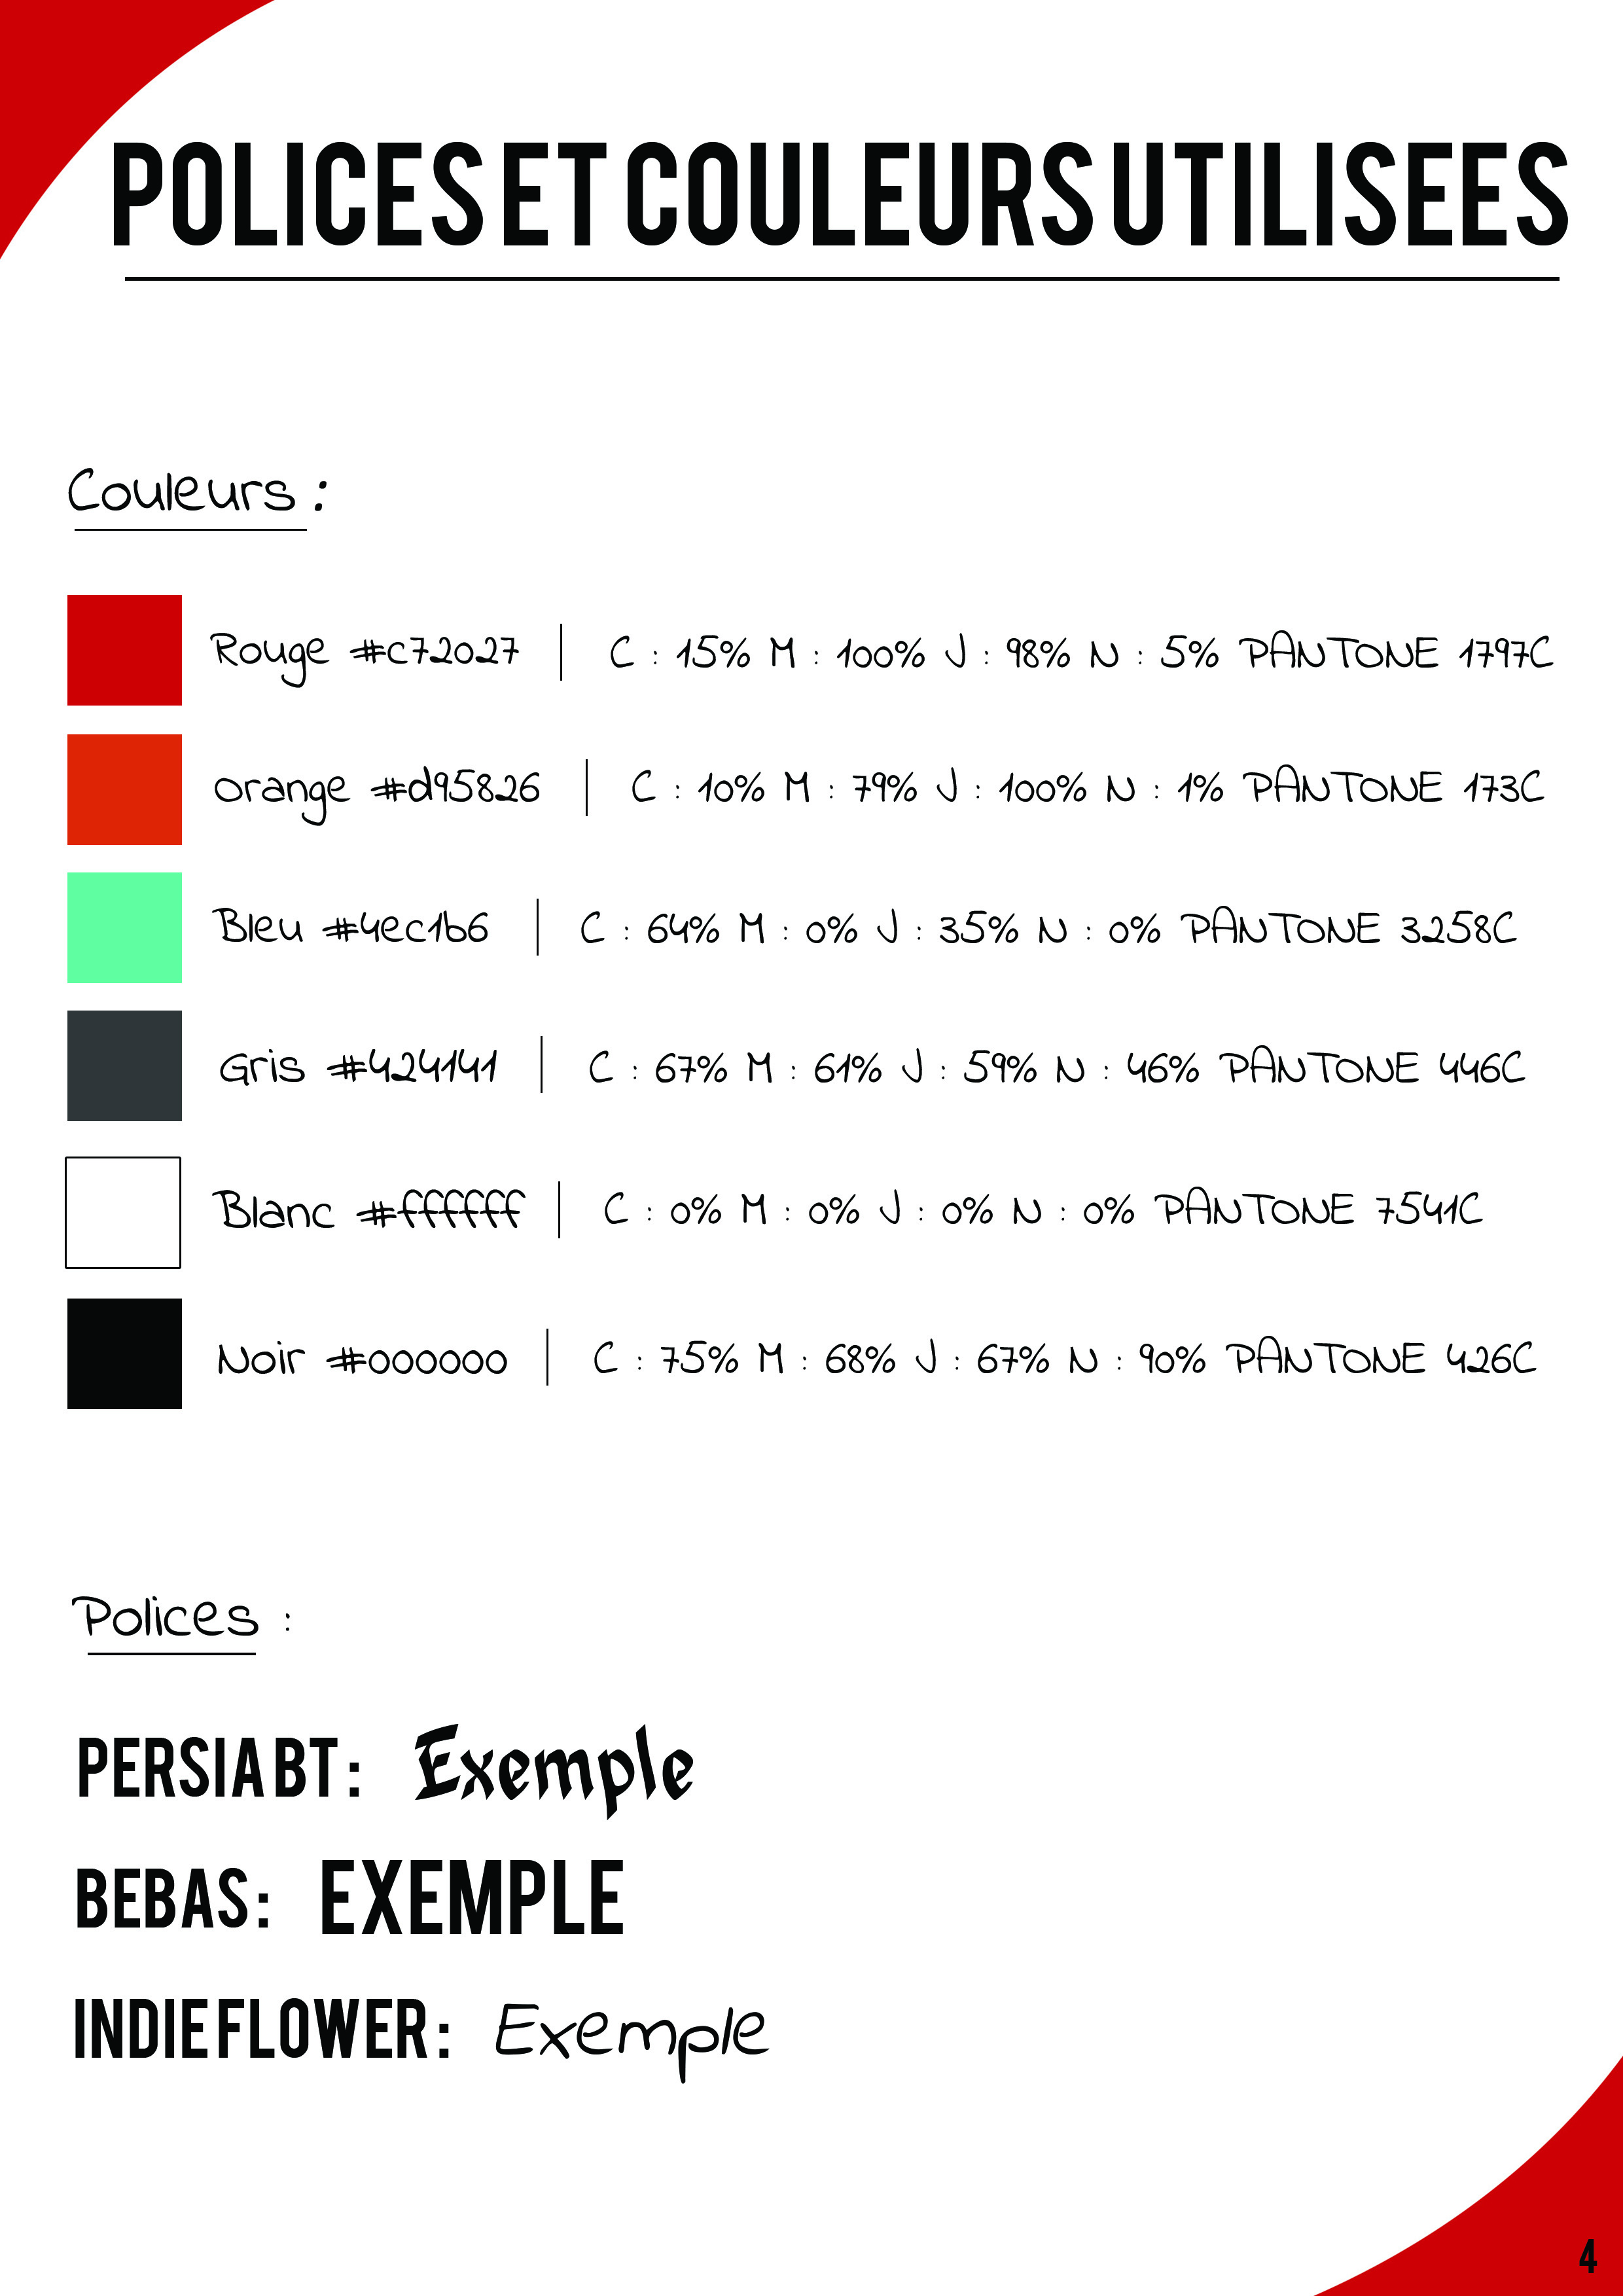 POLICES ET COULEURS UTILISEES
Couleurs :
Rouge #c72027 | C : 15% M : 100% J : 98% N : 5% PANTONE 1797C
Orange #d95826 | C : 10% M : 79% J : 100% N : 1% PANTONE 173C
Bleu #4ec1b6 | C : 64% M : 0% J : 35% N : 0% PANTONE 3258C
Gris #424141 | C : 67% M : 61% J : 59% N : 46% PANTONE 446C
Blanc #ffffff | C : 0% M : 0% J : 0% N : 0% PANTONE 7541C
Noir #000000 | C : 75% M : 68% J : 67% N : 90% PANTONE 426C
Polices :
PERSIA BT : Exemple
BEBAS : EXEMPLE
INDIE FLOWER : Exemple
4